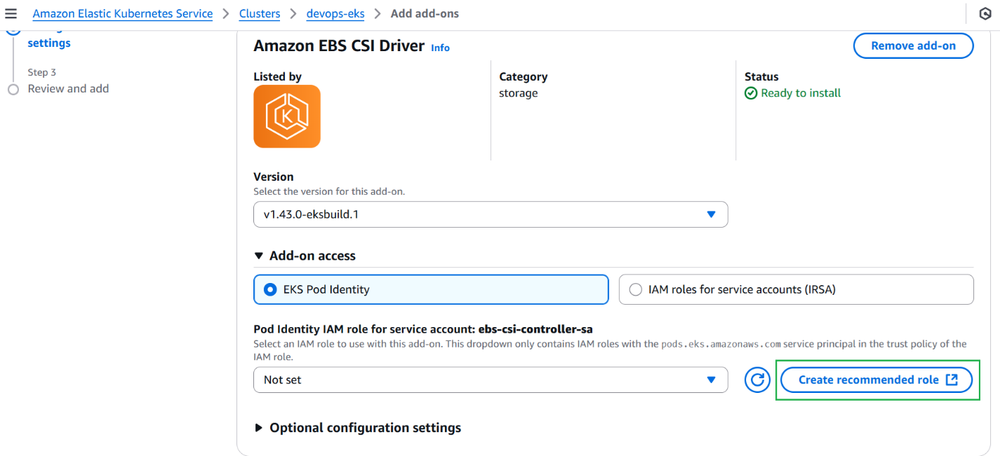 Amazon Elastic Kubernetes Service > Clusters > devops-eks > Add add-ons
settings
Step 3
Review and add
Amazon EBS CSI Driver Info
Remove add-on
Listed by
K
Category
storage
Status
Ready to install
Version
Select the version for this add-on.
v1.43.0-eksbuild.1
Add-on access
EKS Pod Identity
IAM roles for service accounts (IRSA)
Pod Identity IAM role for service account: ebs-csi-controller-sa
Select an IAM role to use with this add-on. This dropdown only contains IAM roles with the pods.eks.amazonaws.com service principal in the trust policy of the
IAM role.
Not set
Create recommended role
Optional configuration settings